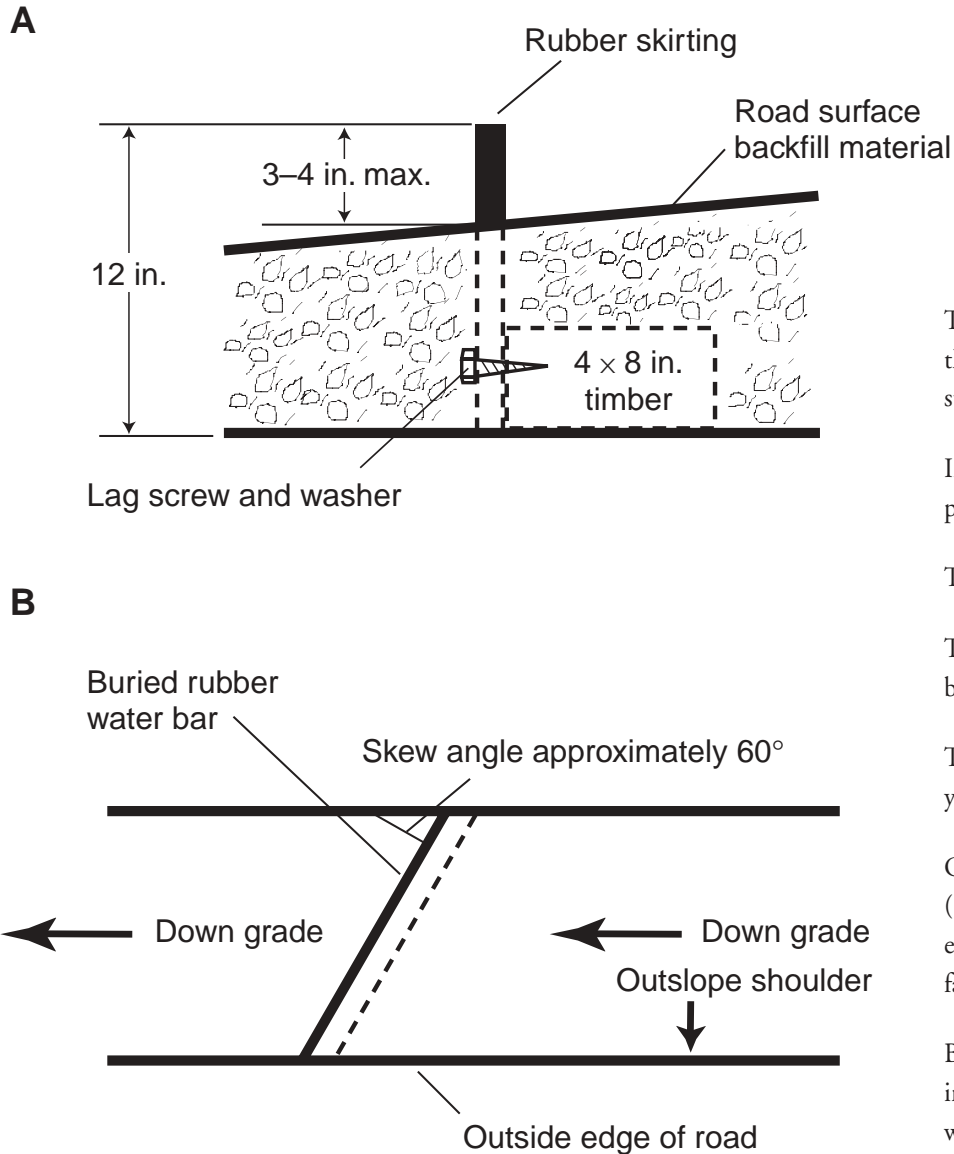 A
Rubber skirting
Road surface
backfill material
3–4 in. max.
12 in.
4 × 8 in.
timber
Lag screw and washer
B
Buried rubber
water bar
Skew angle approximately 60°
Down grade
Down grade
Outslope shoulder
Outside edge of road